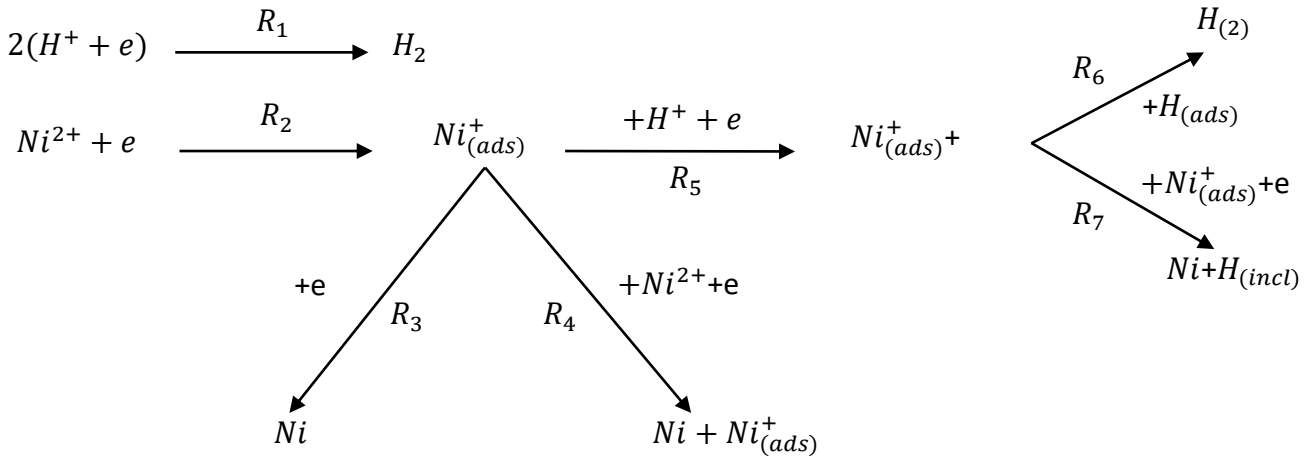 2(H⁺ + e) R₁ H₂
H₍₂₎
R₆
+H₍ads₎
Ni²⁺ + e R₂ Ni⁺₍ads₎ +H⁺ + e R₅ Ni⁺₍ads₎+
+Ni⁺₍ads₎+e
R₇
Ni+H₍incl₎
+e R₃ R₄ +Ni²⁺+e
Ni Ni + Ni⁺₍ads₎